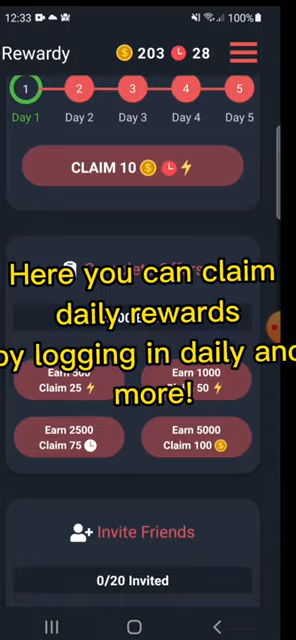 12:33 100%
Rewardy 203 28
1 2 3 4 5
Day 1 Day 2 Day 3 Day 4 Day 5
CLAIM 10
Here you can claim
daily rewards
by logging in daily and
more!
Claim 25
Earn 1000
50
Earn 2500
Claim 75
Earn 5000
Claim 100
Invite Friends
0/20 Invited